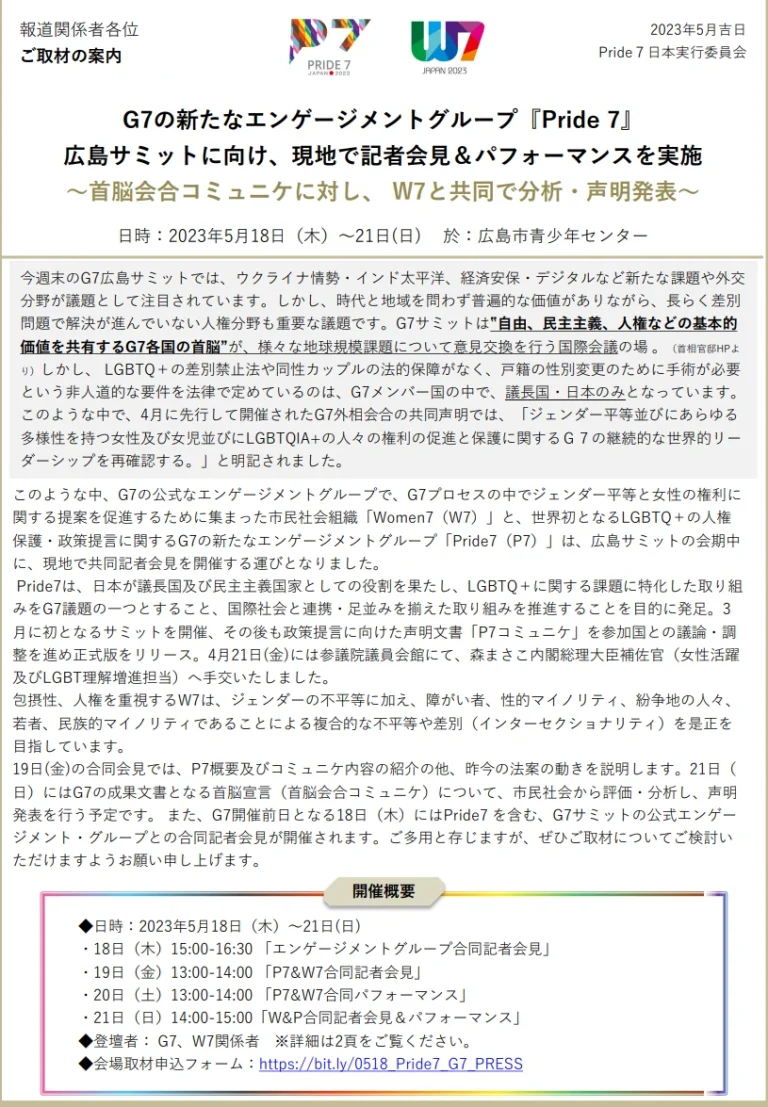 報道関係者各位
ご取材の案内
P7
PRIDE 7
JAPAN 2023
W7
JAPAN 2023
2023年5月吉日
Pride 7 日本実行委員会
G7の新たなエンゲージメントグループ『Pride 7』
広島サミットに向け、現地で記者会見＆パフォーマンスを実施
～首脳会合コミュニケに対し、 W7と共同で分析・声明発表～
日時：2023年5月18日（木）～21日(日)　於：広島市青少年センター
今週末のG7広島サミットでは、ウクライナ情勢・インド太平洋、経済安保・デジタルなど新たな課題や外交
分野が議題として注目されています。しかし、時代と地域を問わず普遍的な価値がありながら、長らく差別
問題で解決が進んでいない人権分野も重要な議題です。G7サミットは"自由、民主主義、人権などの基本的
価値を共有するG7各国の首脳"が、様々な地球規模課題について意見交換を行う国際会議の場 。（首相官邸HPよ
り）しかし、 LGBTQ＋の差別禁止法や同性カップルの法的保障がなく、戸籍の性別変更のために手術が必要
という非人道的な要件を法律で定めているのは、G7メンバー国の中で、議長国・日本のみとなっています。
このような中で、4月に先行して開催されたG7外相会合の共同声明では、「ジェンダー平等並びにあらゆる
多様性を持つ女性及び女児並びにLGBTQIA+の人々の権利の促進と保護に関するＧ７の継続的な世界的リー
ダーシップを再確認する。」と明記されました。
このような中、G7の公式なエンゲージメントグループで、G7プロセスの中でジェンダー平等と女性の権利に
関する提案を促進するために集まった市民社会組織「Women7（W7）」と、世界初となるLGBTQ＋の人権
保護・政策提言に関するG7の新たなエンゲージメントグループ「Pride7（P7）」は、広島サミットの会期中
に、現地で共同記者会見を開催する運びとなりました。
Pride7は、日本が議長国及び民主主義国家としての役割を果たし、LGBTQ＋に関する課題に特化した取り組
みをG7議題の一つとすること、国際社会と連携・足並みを揃えた取り組みを推進することを目的に発足。3
月に初となるサミットを開催、その後も政策提言に向けた声明文書「P7コミュニケ」を参加国との議論・調
整を進め正式版をリリース。4月21日(金)には参議院議員会館にて、森まさこ内閣総理大臣補佐官（女性活躍
及びLGBT理解増進担当）へ手交いたしました。
包摂性、人権を重視するW7は、ジェンダーの不平等に加え、障がい者、性的マイノリティ、紛争地の人々、
若者、民族的マイノリティであることによる複合的な不平等や差別（インターセクショナリティ）を是正を
目指しています。
19日(金)の合同会見では、P7概要及びコミュニケ内容の紹介の他、昨今の法案の動きを説明します。21日（
日）にはG7の成果文書となる首脳宣言（首脳会合コミュニケ）について、市民社会から評価・分析し、声明
発表を行う予定です。 また、G7開催前日となる18日（木）にはPride7 を含む、G7サミットの公式エンゲー
ジメント・グループとの合同記者会見が開催されます。ご多用と存じますが、ぜひご取材についてご検討い
ただけますようお願い申し上げます。
開催概要
◆日時：2023年5月18日（木）～21日(日)
・18日（木）15:00-16:30 「エンゲージメントグループ合同記者会見」
・19日（金）13:00-14:00 「P7&W7合同記者会見」
・20日（土）13:00-14:00 「P7&W7合同パフォーマンス」
・21日（日）14:00-15:00「W&P合同記者会見＆パフォーマンス」
◆登壇者： G7、W7関係者　※詳細は2頁をご覧ください。
◆会場取材申込フォーム：https://bit.ly/0518_Pride7_G7_PRESS